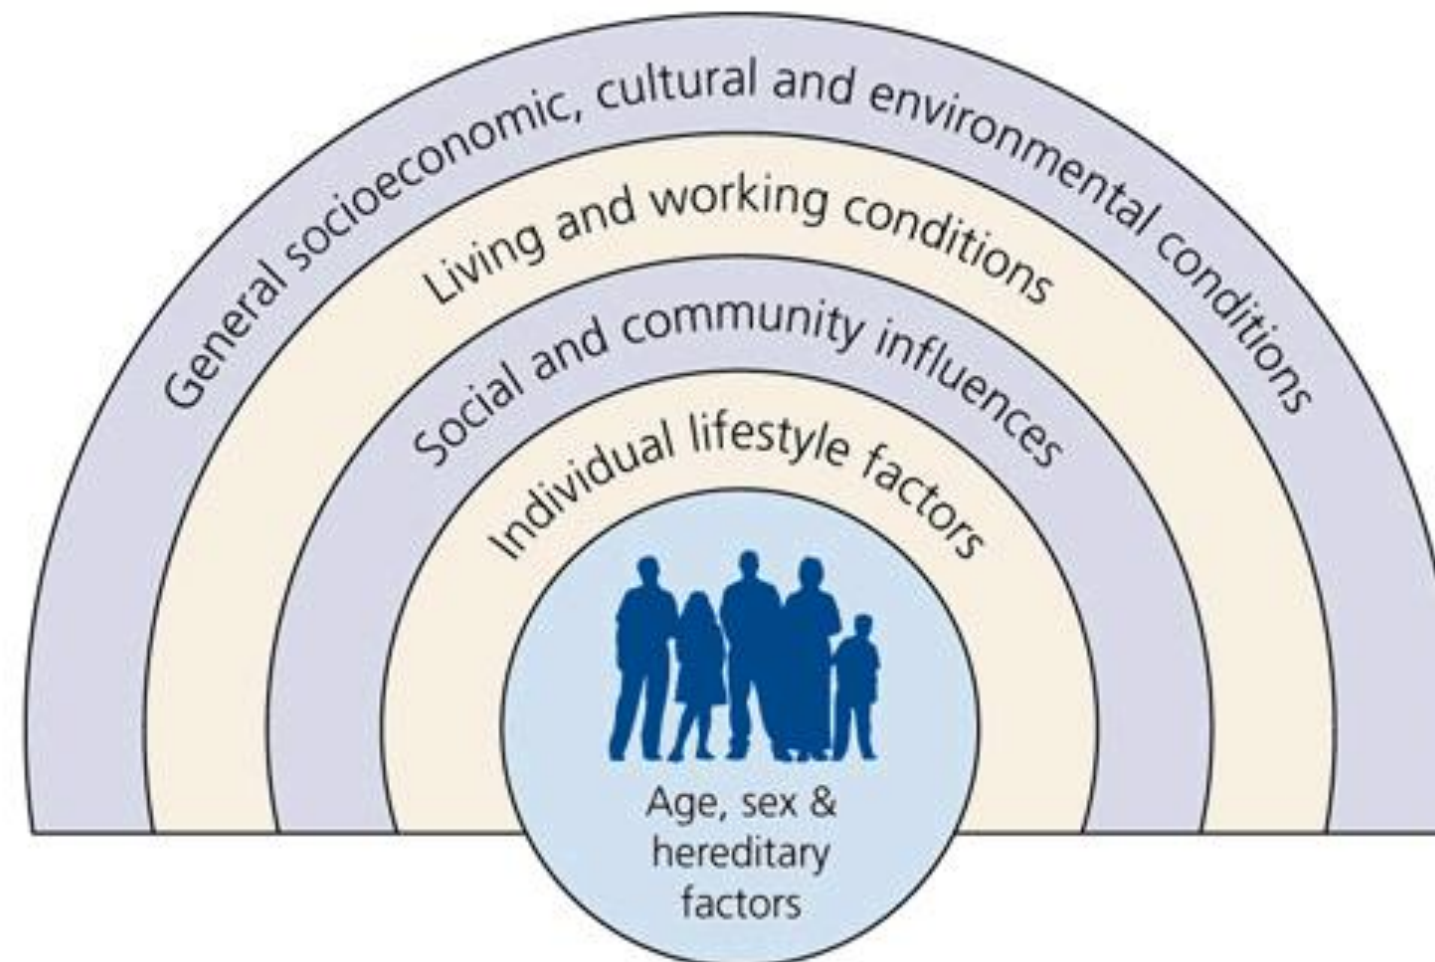 General socioeconomic, cultural and environmental conditions
Living and working conditions
Social and community influences
Individual lifestyle factors
Age, sex &
hereditary
factors